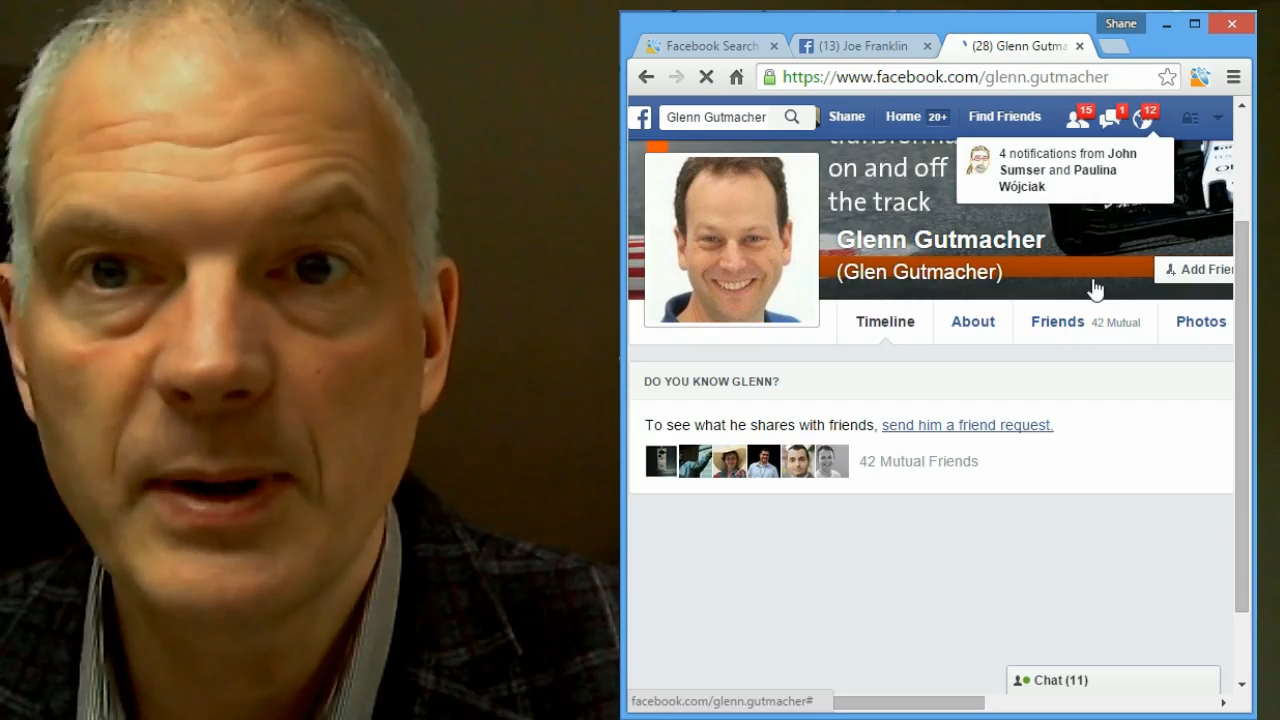 Shane
Facebook Search
(13) Joe Franklin
(28) Glenn Gutma
https://www.facebook.com/glenn.gutmacher
Glenn Gutmacher
Shane
Home 20+
Find Friends
15
1
12
on and off
the track
4 notifications from John
Sumser and Paulina
Wójciak
Glenn Gutmacher
(Glen Gutmacher)
Add Frie
Timeline
About
Friends 42 Mutual
Photos
DO YOU KNOW GLENN?
To see what he shares with friends, send him a friend request.
42 Mutual Friends
Chat (11)
facebook.com/glenn.gutmacher#